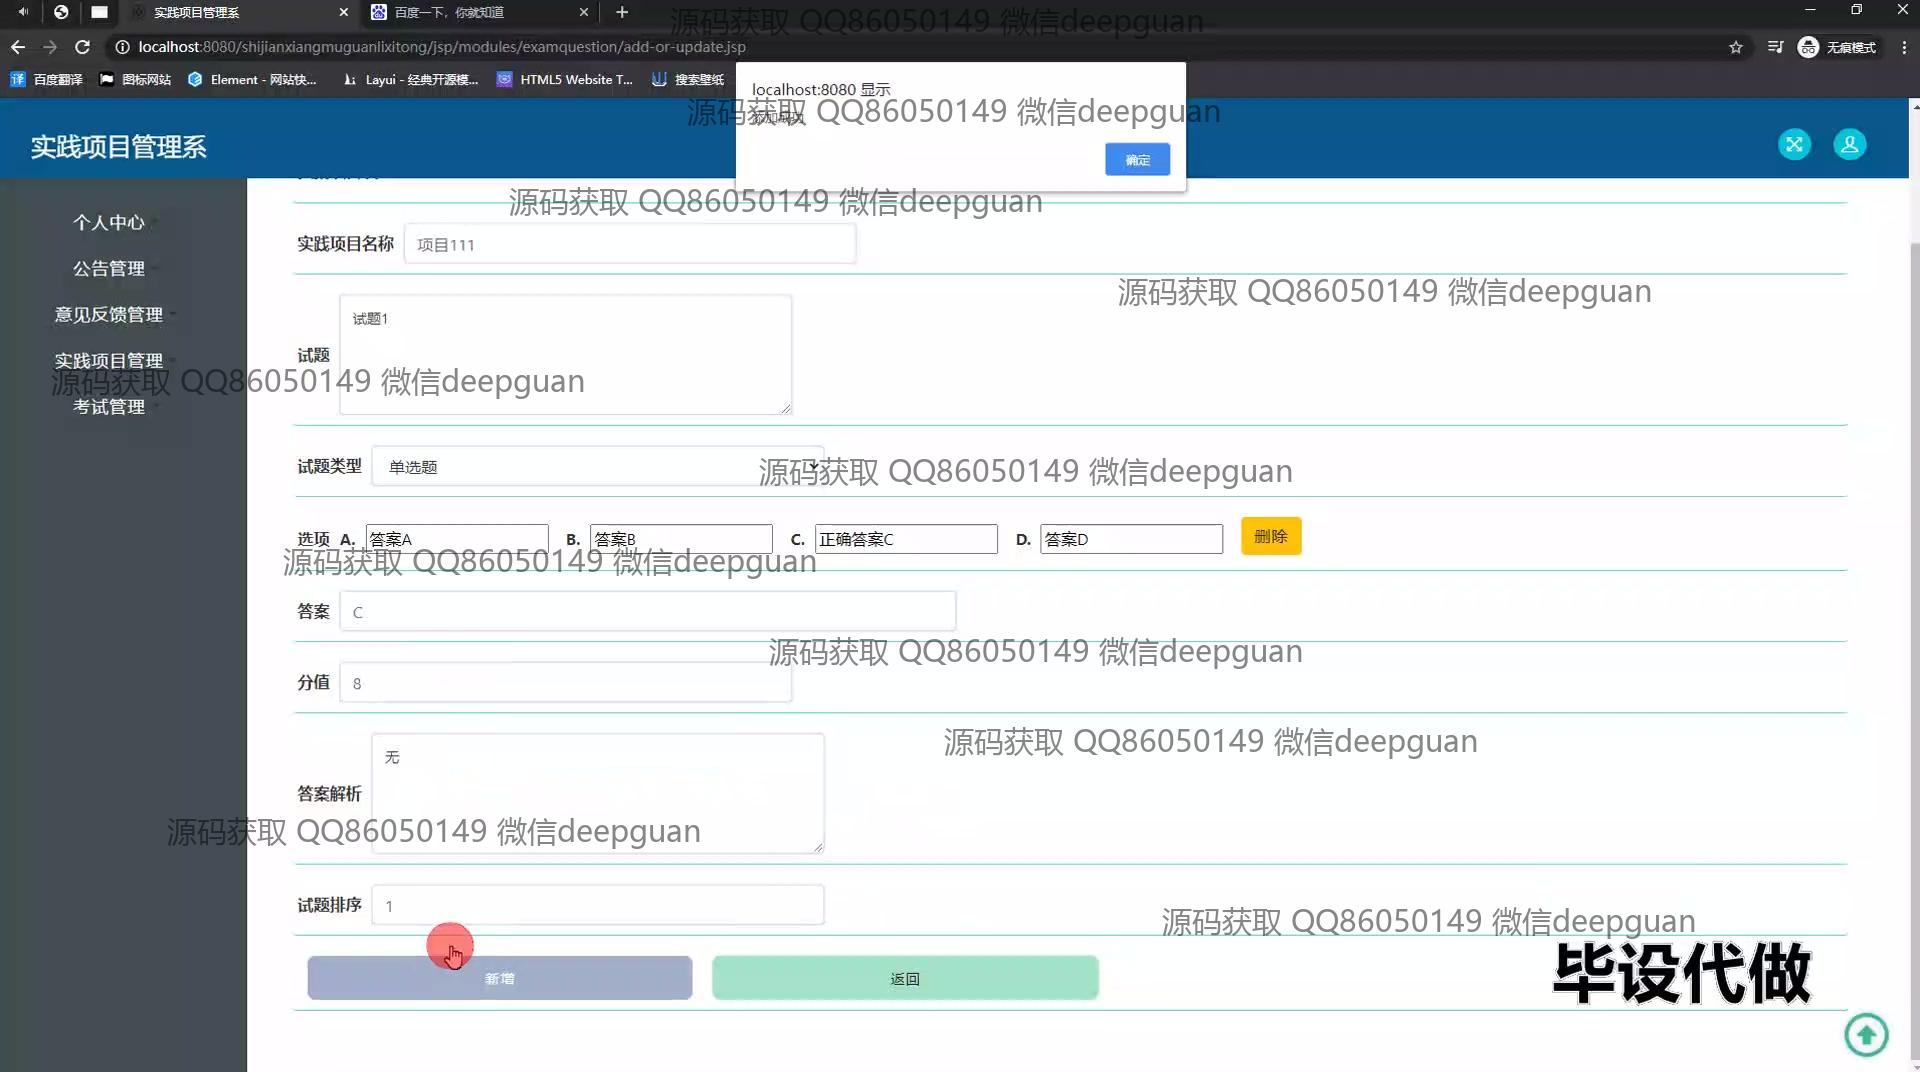 实践项目管理系
百度一下，你就知道
源码获取 QQ86050149 微信deepguan
localhost:8080/shijianxiangmuguanlixitong/jsp/modules/examquestion/add-or-update.jsp
无痕模式
百度翻译
图标网站
Element - 网站快...
Layui - 经典开源模...
HTML5 Website T...
搜索壁纸
localhost:8080 显示
源码获取 QQ86050149 微信deepguan
确定
实践项目管理系
源码获取 QQ86050149 微信deepguan
个人中心
公告管理
意见反馈管理
实践项目管理
考试管理
源码获取 QQ86050149 微信deepguan
实践项目名称 项目111
源码获取 QQ86050149 微信deepguan
试题 试题1
试题类型 单选题
源码获取 QQ86050149 微信deepguan
选项 A. 答案A B. 答案B C. 正确答案C D. 答案D 删除
源码获取 QQ86050149 微信deepguan
答案 C
源码获取 QQ86050149 微信deepguan
分值 8
源码获取 QQ86050149 微信deepguan
答案解析 无
源码获取 QQ86050149 微信deepguan
试题排序 1
源码获取 QQ86050149 微信deepguan
新增 返回
毕设代做